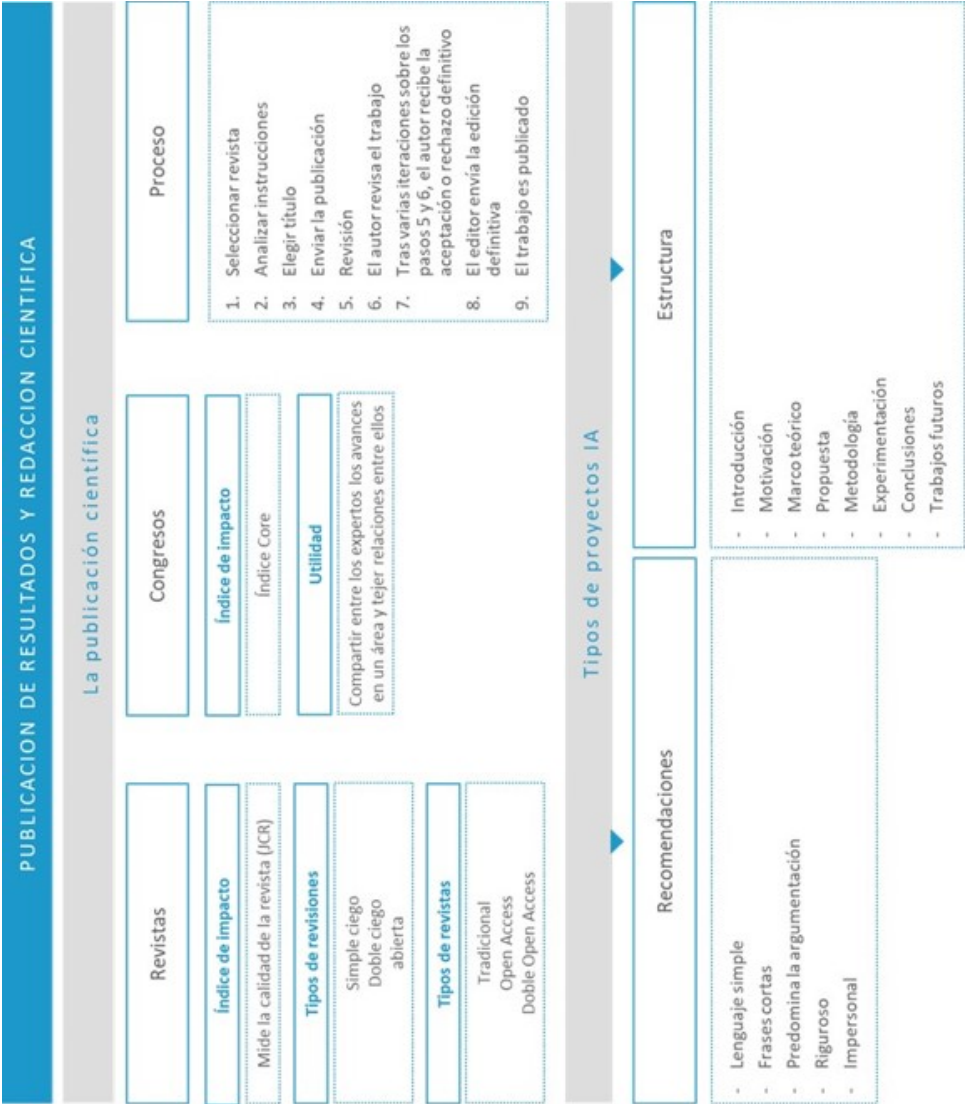 PUBLICACION DE RESULTADOS Y REDACCION CIENTIFICA
La publicación científica
Revistas
Índice de impacto
Mide la calidad de la revista (JCR)
Tipos de revisiones
Simple ciego
Doble ciego
abierta
Tipos de revistas
Tradicional
Open Access
Doble Open Access
Congresos
Índice de impacto
Índice Core
Utilidad
Compartir entre los expertos los avances
en un área y tejer relaciones entre ellos
Proceso
1. Seleccionar revista
2. Analizar instrucciones
3. Elegir título
4. Enviar la publicación
5. Revisión
6. El autor revisa el trabajo
7. Tras varias iteraciones sobre los
pasos 5 y 6, el autor recibe la
aceptación o rechazo definitivo
8. El editor envía la edición
definitiva
9. El trabajo es publicado
Tipos de proyectos IA
Recomendaciones
- Lenguaje simple
- Frases cortas
- Predomina la argumentación
- Riguroso
- Impersonal
Estructura
- Introducción
- Motivación
- Marco teórico
- Propuesta
- Metodología
- Experimentación
- Conclusiones
- Trabajos futuros